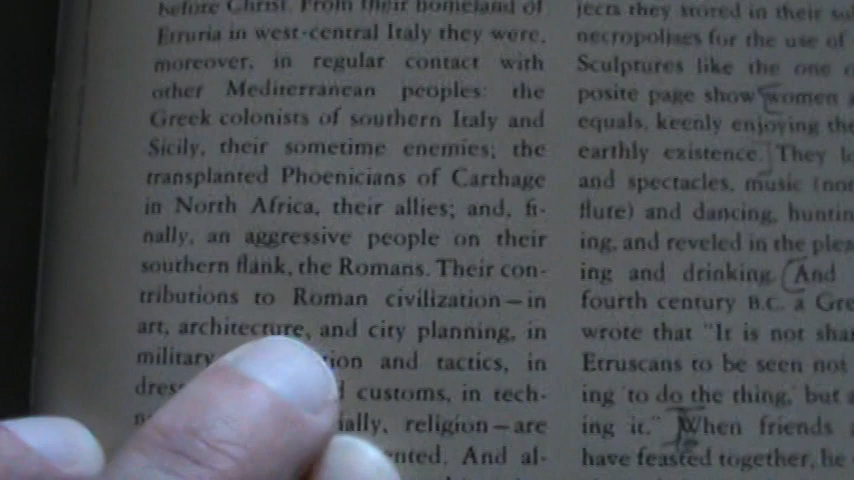 before Christ. From their homeland of
Etruria in west-central Italy they were,
moreover, in regular contact with
other Mediterranean peoples: the
Greek colonists of southern Italy and
Sicily, their sometime enemies; the
transplanted Phoenicians of Carthage
in North Africa, their allies; and, fi-
nally, an aggressive people on their
southern flank, the Romans. Their con-
tributions to Roman civilization—in
art, architecture, and city planning, in
military and tactics, in
customs, in tech-
religion—are
And al-
jects they stored in their
necropolises for the use of
Sculptures like the one
posite page show women
equals, keenly enjoying the
earthly existence. They
and spectacles, music
flute) and dancing,
ing, and reveled in the
ing and drinking. And
fourth century B.C. a
wrote that "It is not
Etruscans to be seen not
ing 'to do the thing,' but
ing it." When friends
have feasted together, he